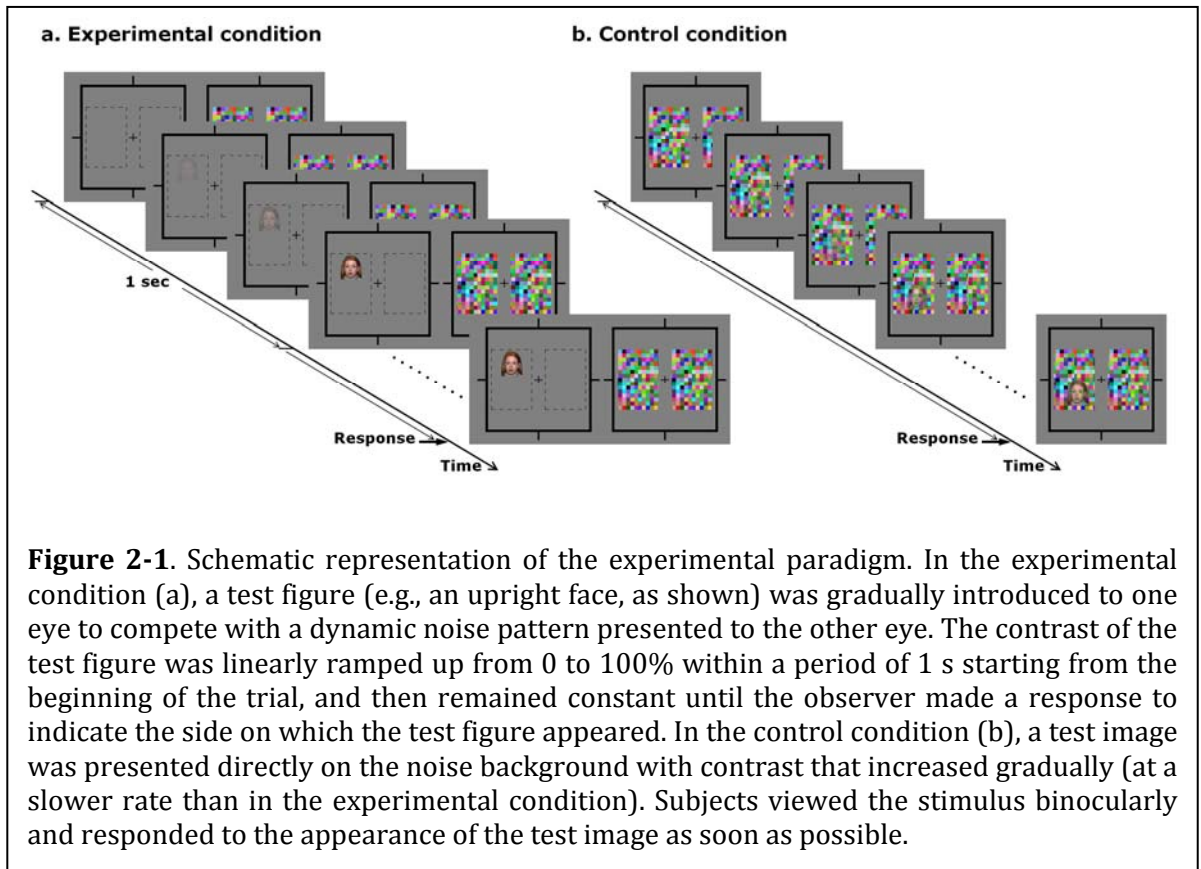 a. Experimental condition
b. Control condition
1 sec
Response
Time
Response
Time
Figure 2-1. Schematic representation of the experimental paradigm. In the experimental
condition (a), a test figure (e.g., an upright face, as shown) was gradually introduced to one
eye to compete with a dynamic noise pattern presented to the other eye. The contrast of the
test figure was linearly ramped up from 0 to 100% within a period of 1 s starting from the
beginning of the trial, and then remained constant until the observer made a response to
indicate the side on which the test figure appeared. In the control condition (b), a test image
was presented directly on the noise background with contrast that increased gradually (at a
slower rate than in the experimental condition). Subjects viewed the stimulus binocularly
and responded to the appearance of the test image as soon as possible.